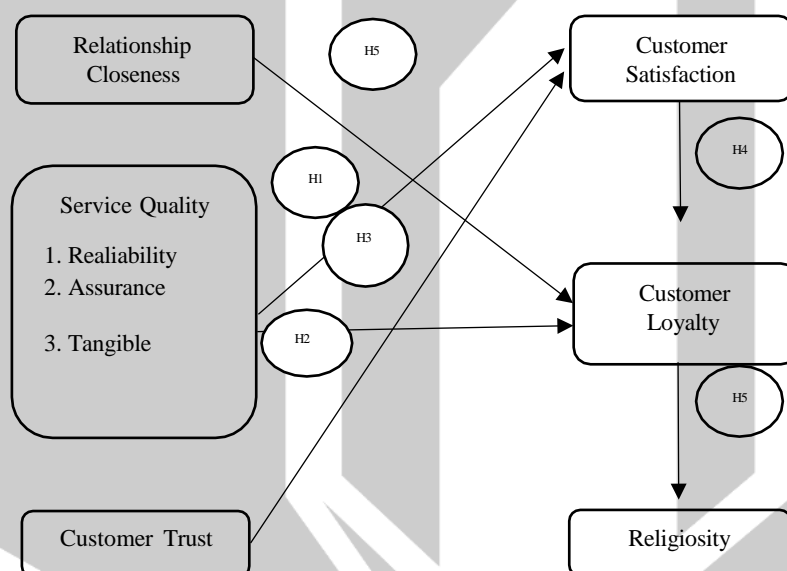 Relationship
Closeness
H5
Customer
Satisfaction
H4
H1
Service Quality
1. Realiability
2. Assurance
3. Tangible
H3
H2
Customer
Loyalty
H5
Customer Trust
Religiosity